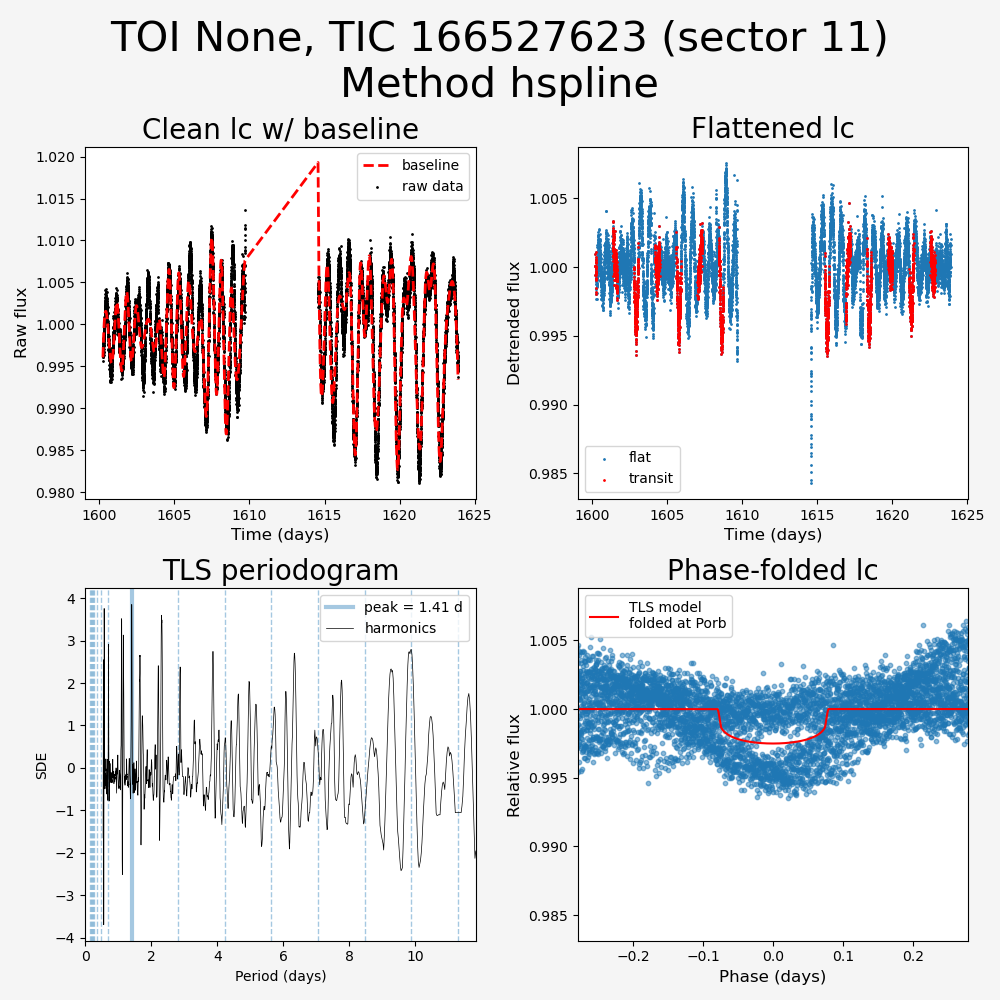 TOI None, TIC 166527623 (sector 11)
Method hspline
Clean lc w/ baseline
Flattened lc
1.020
1.015
1.010
1.005
1.000
0.995
0.990
0.985
0.980
Raw flux
baseline
raw data
1600
1605
1610
1615
1620
1625
Time (days)
1.005
1.000
0.995
0.990
0.985
Detrended flux
flat
transit
1600
1605
1610
1615
1620
1625
Time (days)
TLS periodogram
Phase-folded lc
4
3
2
1
0
−1
−2
−3
−4
SDE
peak = 1.41 d
harmonics
0
2
4
6
8
10
Period (days)
TLS model
folded at Porb
1.005
1.000
0.995
0.990
0.985
Relative flux
−0.2
−0.1
0.0
0.1
0.2
Phase (days)